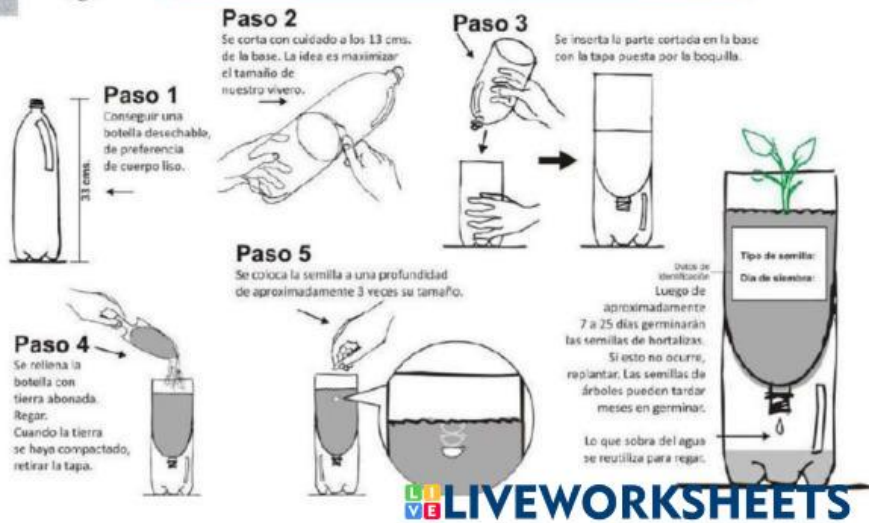 Paso 1
Conseguir una
botella desechable,
de preferencia
de cuerpo liso.
33 cms.
Paso 2
Se corta con cuidado a los 13 cms.
de la base. La idea es maximizar
el tamaño de
nuestro vivero.
Paso 3
Se inserta la parte cortada en la base
con la tapa puesta por la boquilla.
Paso 4
Se rellena la
botella con
tierra abonada.
Regar.
Cuando la tierra
se haya compactado,
retirar la tapa.
Paso 5
Se coloca la semilla a una profundidad
de aproximadamente 3 veces su tamaño.
Datos de
identificación
Tipo de semilla:
Día de siembra:
Luego de
aproximadamente
7 a 25 días germinarán
las semillas de hortalizas.
Si esto no ocurre,
replantar. Las semillas de
árboles pueden tardar
meses en germinar.
Lo que sobra del agua
se reutiliza para regar.
LIVE LIVEWORKSHEETS